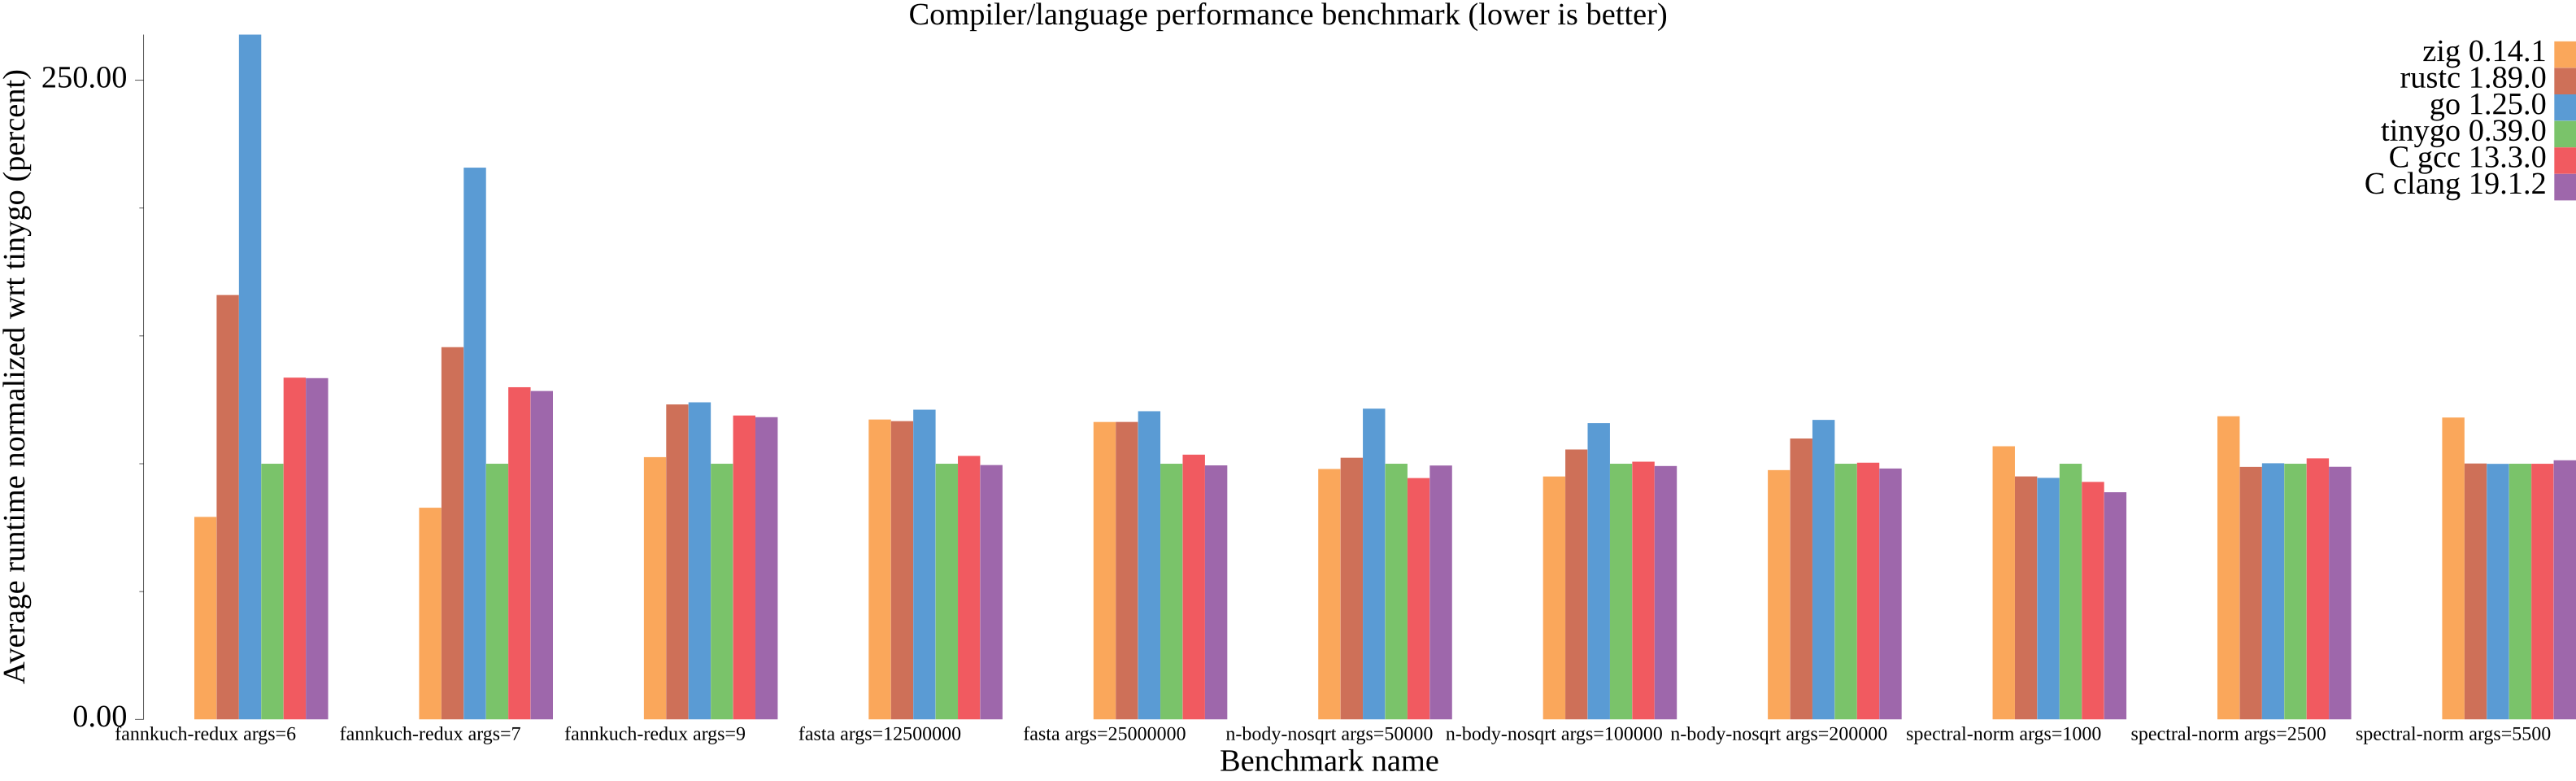 Compiler/language performance benchmark (lower is better)
Average runtime normalized wrt tinygo (percent)
250.00
0.00
zig 0.14.1
rustc 1.89.0
go 1.25.0
tinygo 0.39.0
C gcc 13.3.0
C clang 19.1.2
fannkuch-redux args=6
fannkuch-redux args=7
fannkuch-redux args=9
fasta args=12500000
fasta args=25000000
n-body-nosqrt args=50000
n-body-nosqrt args=100000
n-body-nosqrt args=200000
spectral-norm args=1000
spectral-norm args=2500
spectral-norm args=5500
Benchmark name